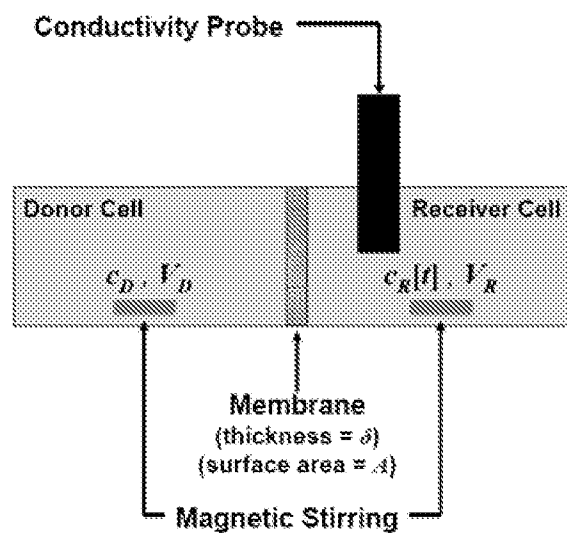 Conductivity Probe
Donor Cell
Receiver Cell
c_D , V_D
c_R[t] , V_R
Membrane
(thickness = δ)
(surface area = A)
Magnetic Stirring